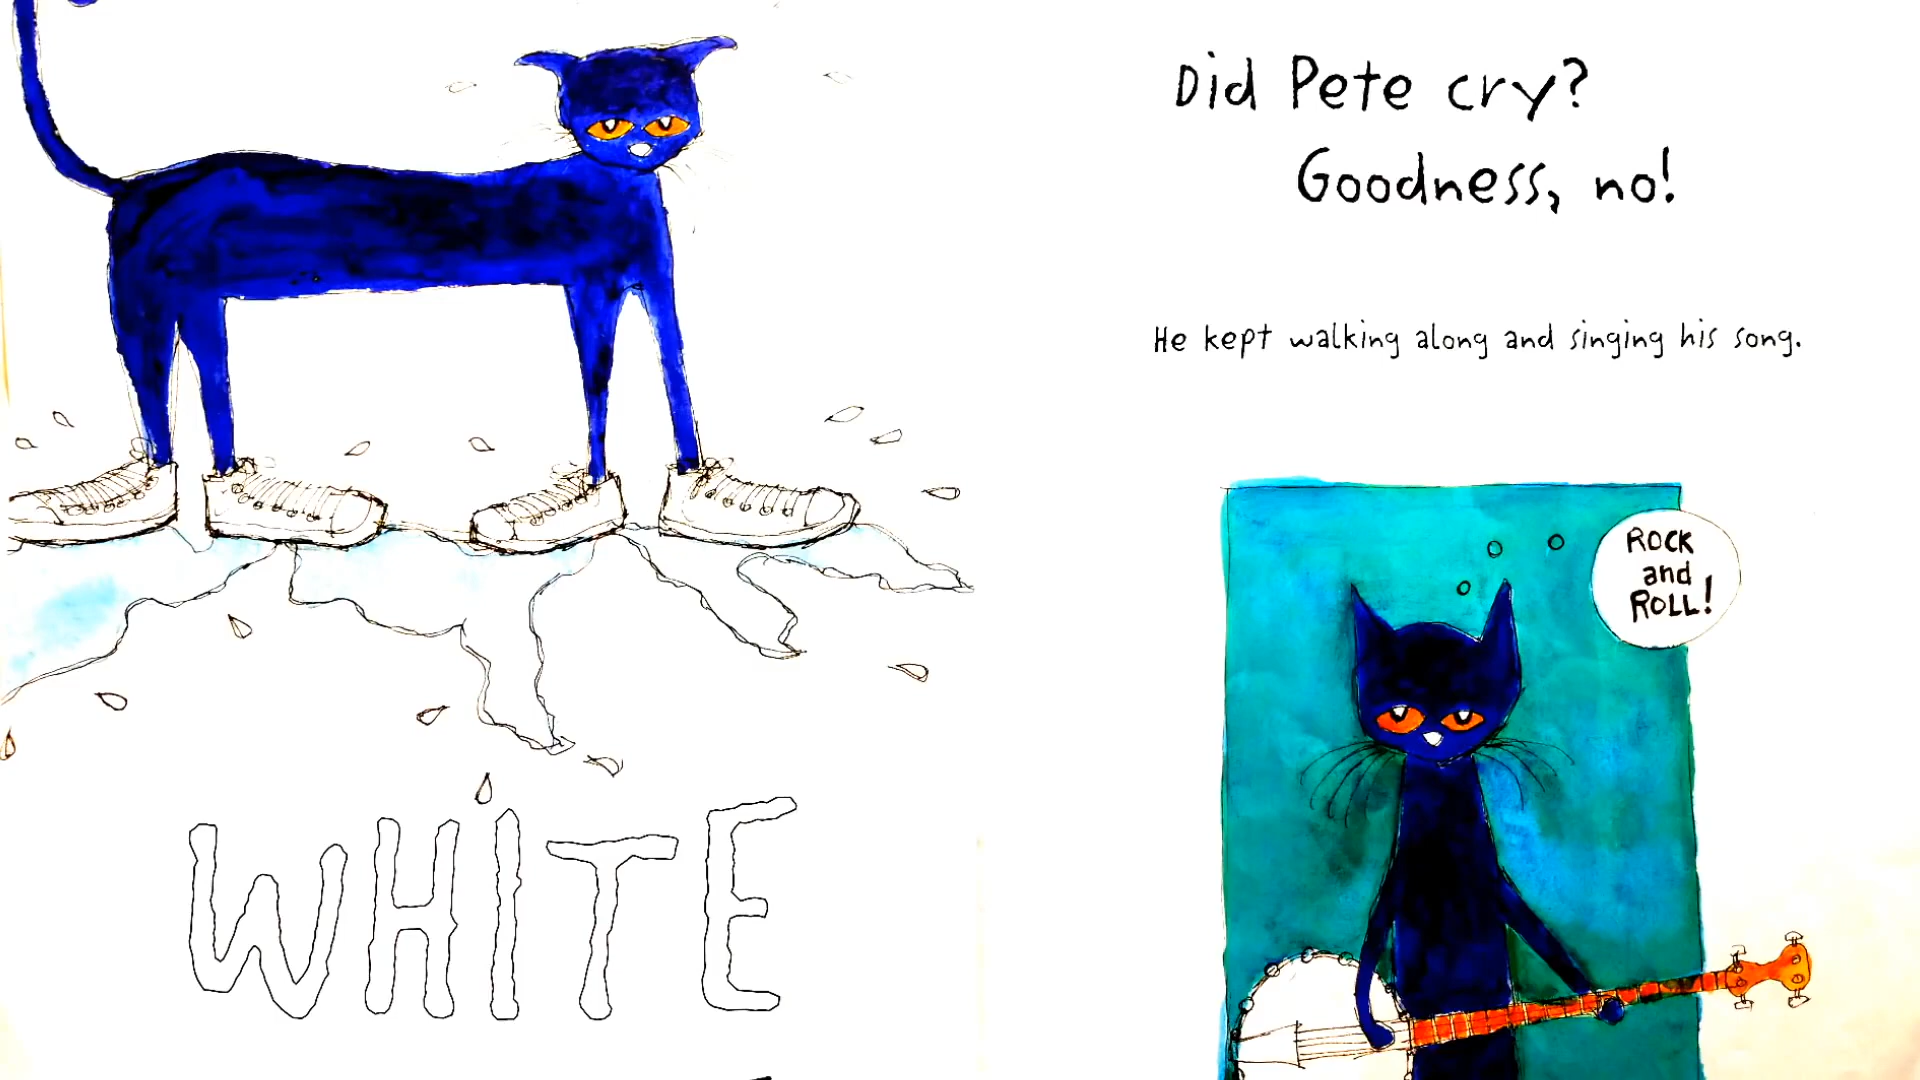 WHITE
Did Pete cry?
Goodness, no!
He kept walking along and singing his song.
ROCK
and
ROLL!